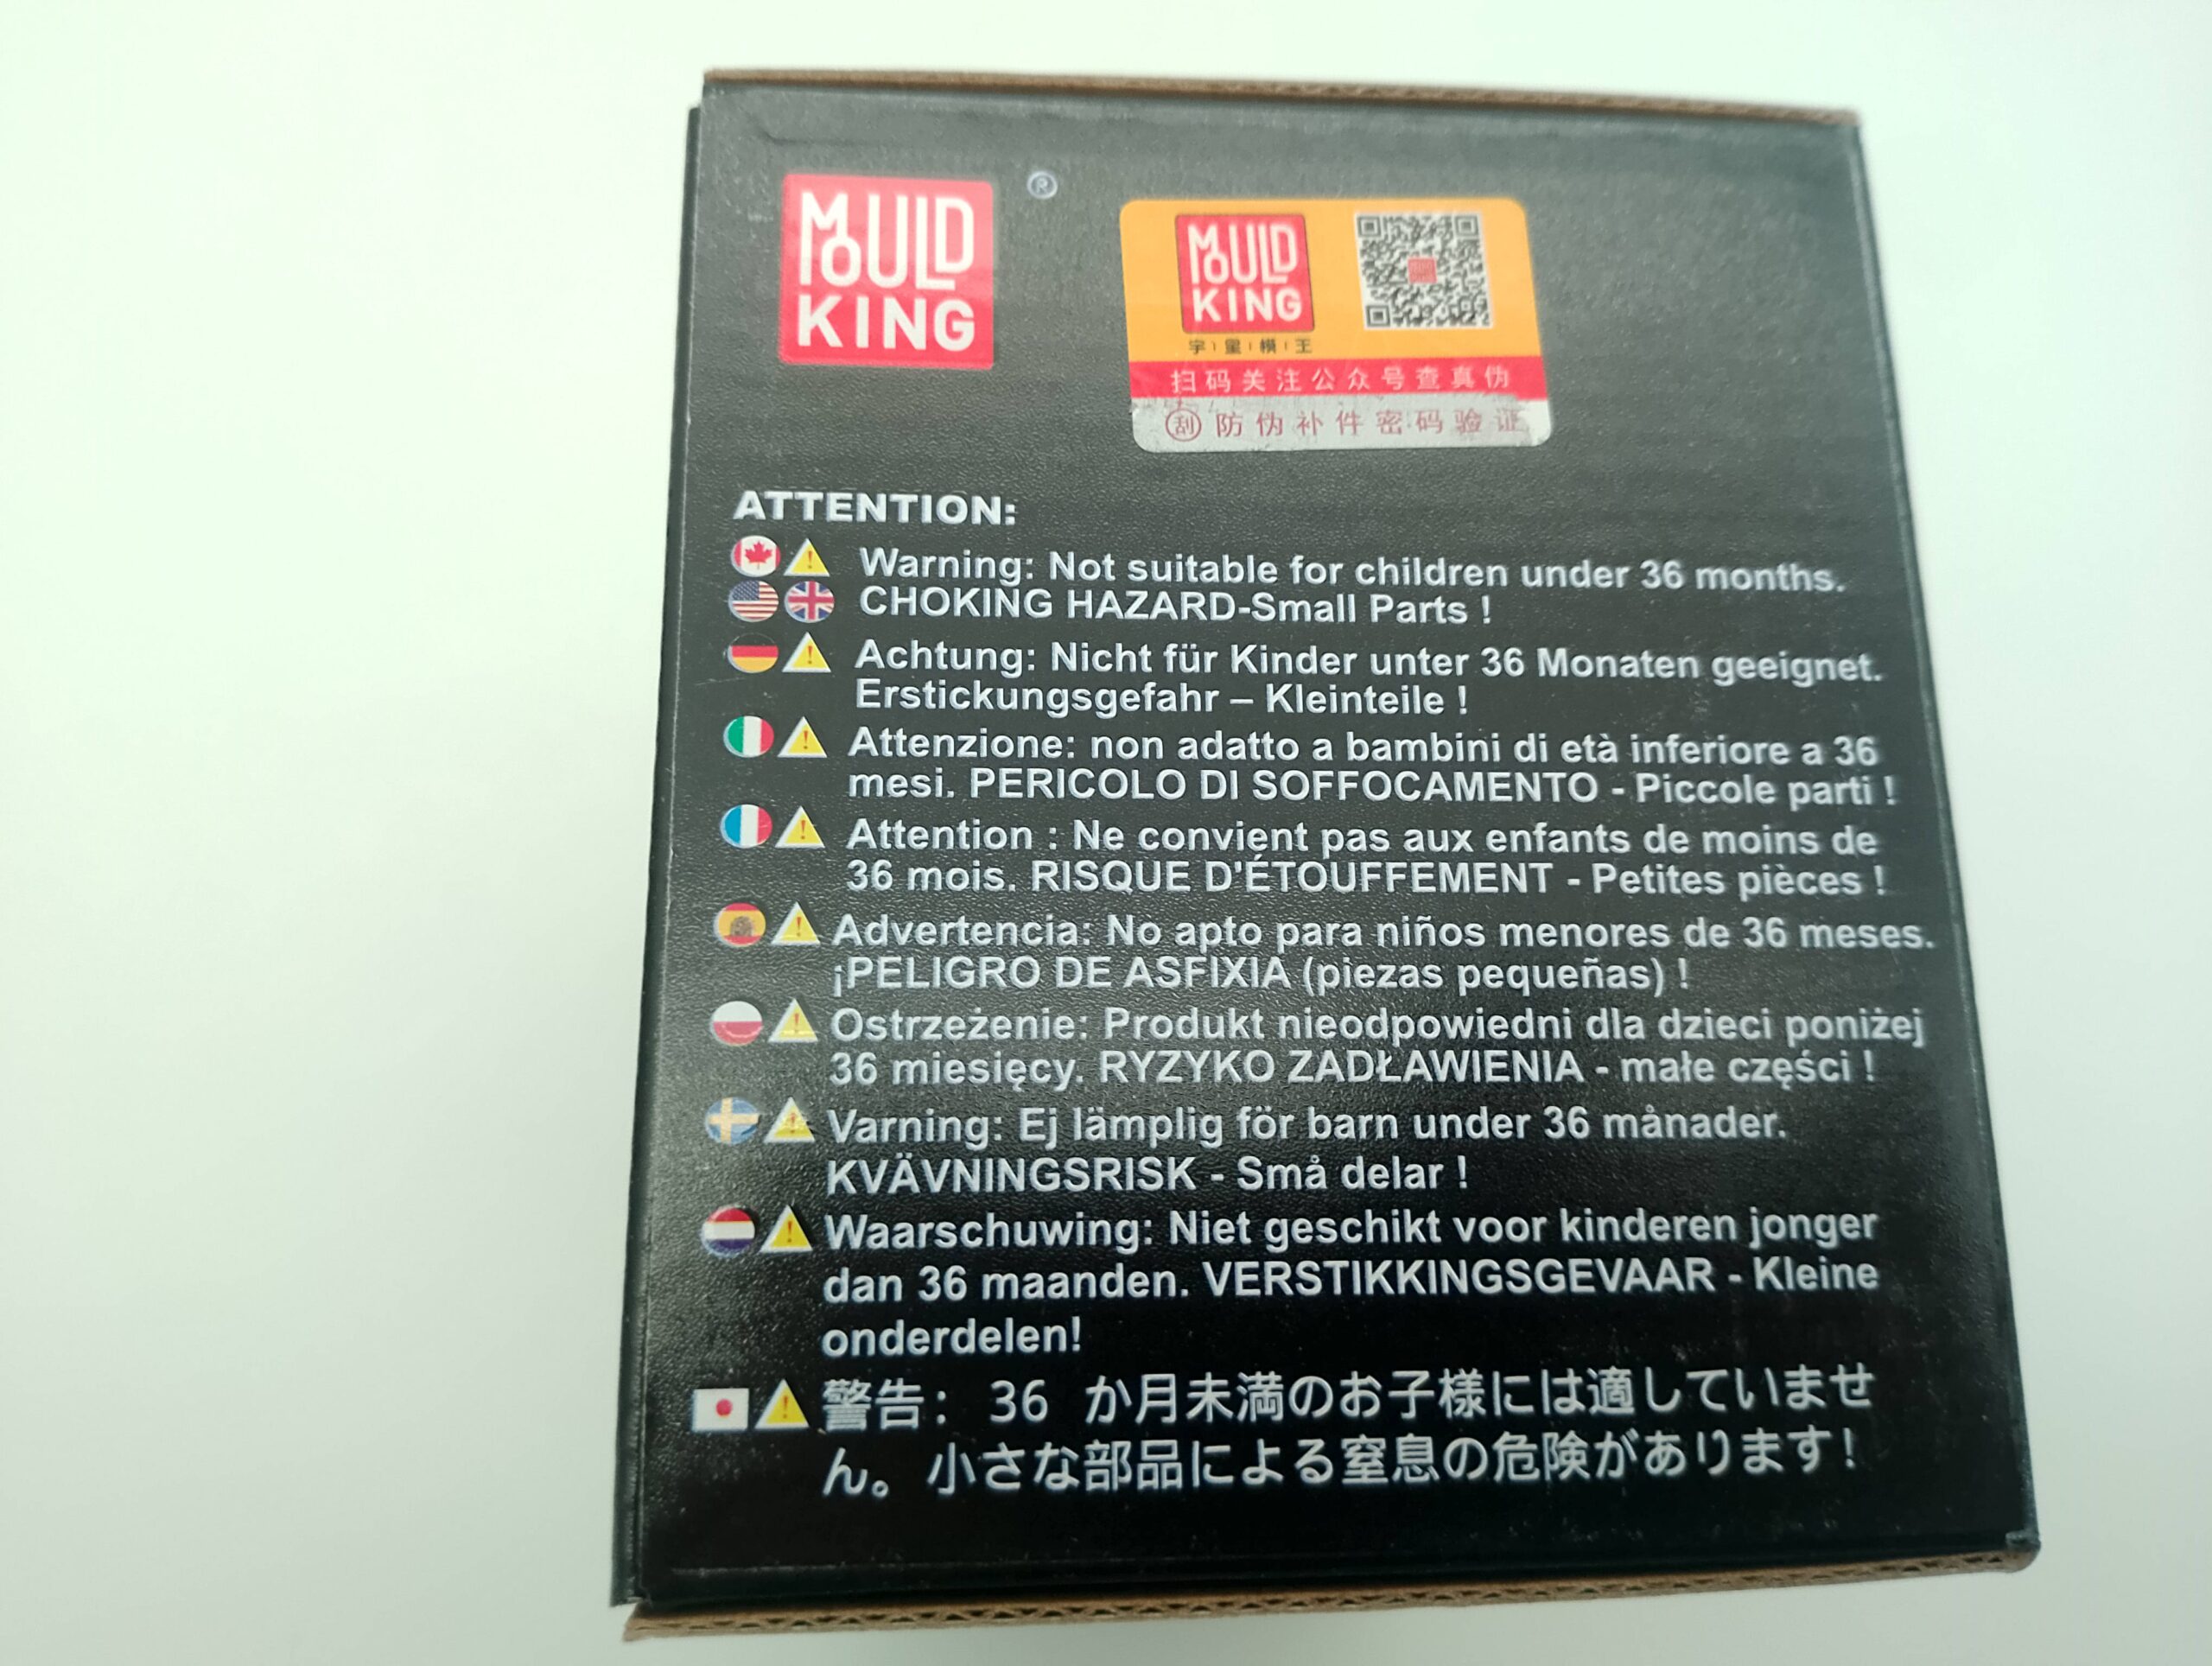 MOULD
KING
®
MOULD
KING
宇星模王
扫码关注公众号查真伪
刮 防伪补件密码验证
ATTENTION:
Warning: Not suitable for children under 36 months.
CHOKING HAZARD-Small Parts !
Achtung: Nicht für Kinder unter 36 Monaten geeignet.
Erstickungsgefahr – Kleinteile !
Attenzione: non adatto a bambini di età inferiore a 36
mesi. PERICOLO DI SOFFOCAMENTO - Piccole parti !
Attention : Ne convient pas aux enfants de moins de
36 mois. RISQUE D'ÉTOUFFEMENT - Petites pièces !
Advertencia: No apto para niños menores de 36 meses.
¡PELIGRO DE ASFIXIA (piezas pequeñas) !
Ostrzeżenie: Produkt nieodpowiedni dla dzieci poniżej
36 miesięcy. RYZYKO ZADŁAWIENIA - małe części !
Varning: Ej lämplig för barn under 36 månader.
KVÄVNINGSRISK - Små delar !
Waarschuwing: Niet geschikt voor kinderen jonger
dan 36 maanden. VERSTIKKINGSGEVAAR - Kleine
onderdelen!
警告： 36 か月未満のお子様には適していませ
ん。小さな部品による窒息の危険があります！